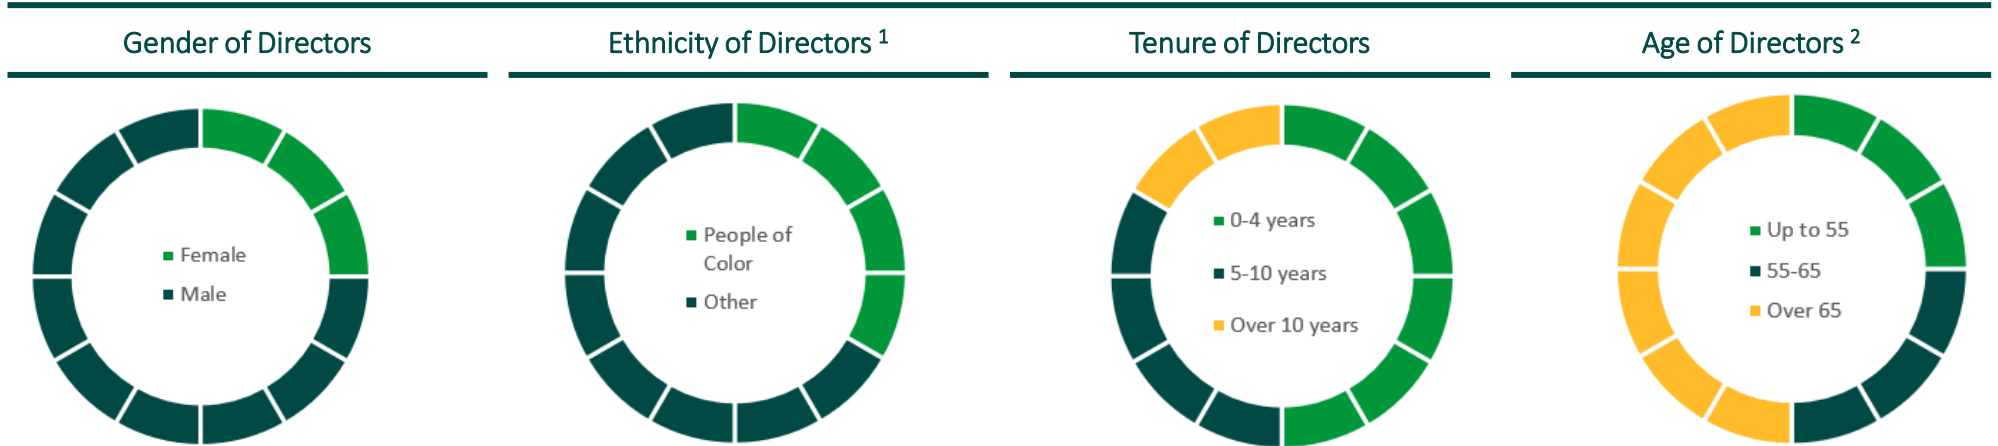 Gender of Directors
Ethnicity of Directors 1
Tenure of Directors
Age of Directors 2
Female
Male
People of
Color
Other
0-4 years
5-10 years
Over 10 years
Up to 55
55-65
Over 65